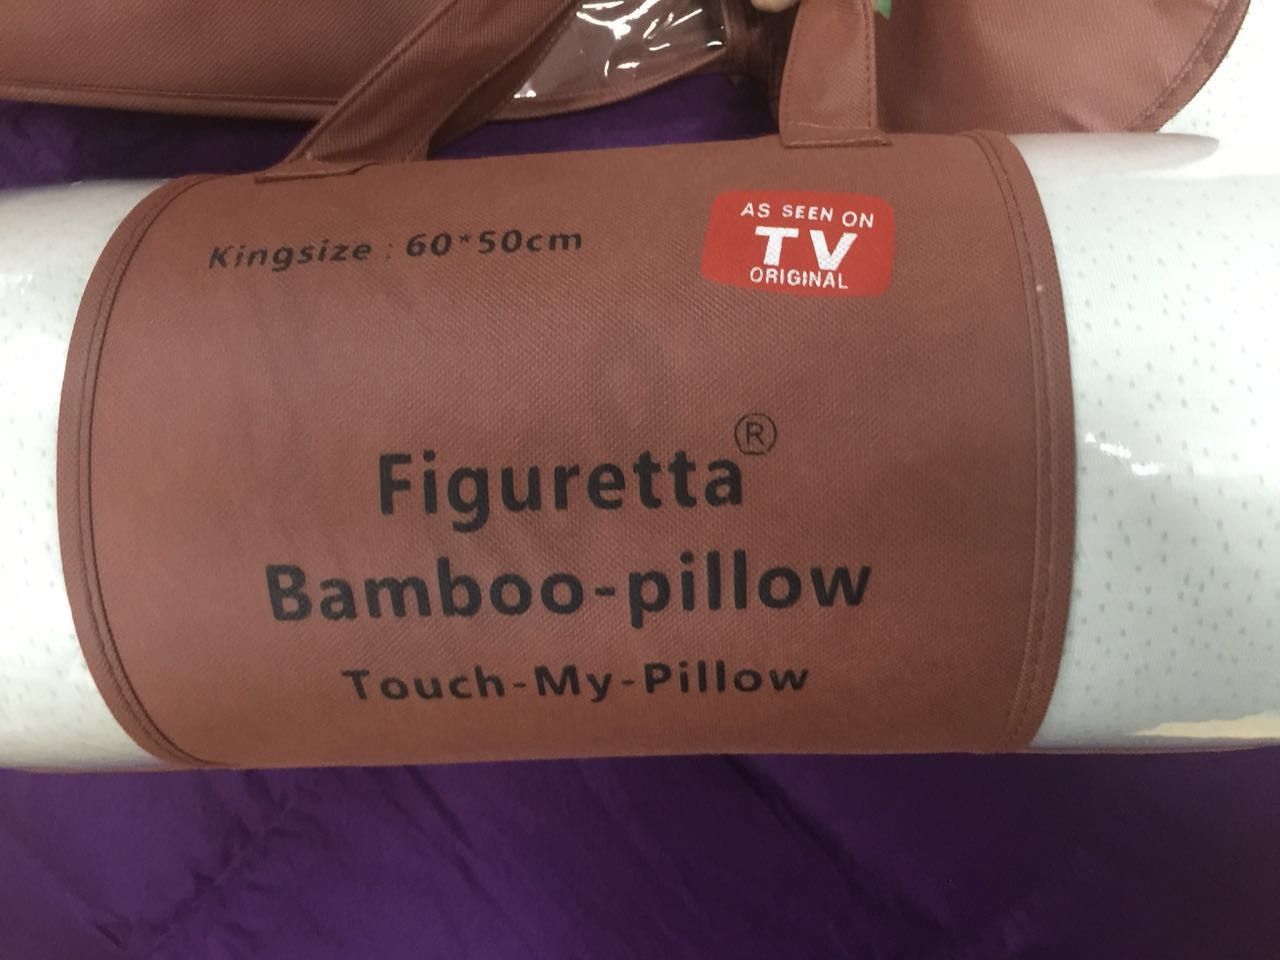 Kingsize : 60*50cm
AS SEEN ON
TV
ORIGINAL
Figuretta®
Bamboo-pillow
Touch-My-Pillow